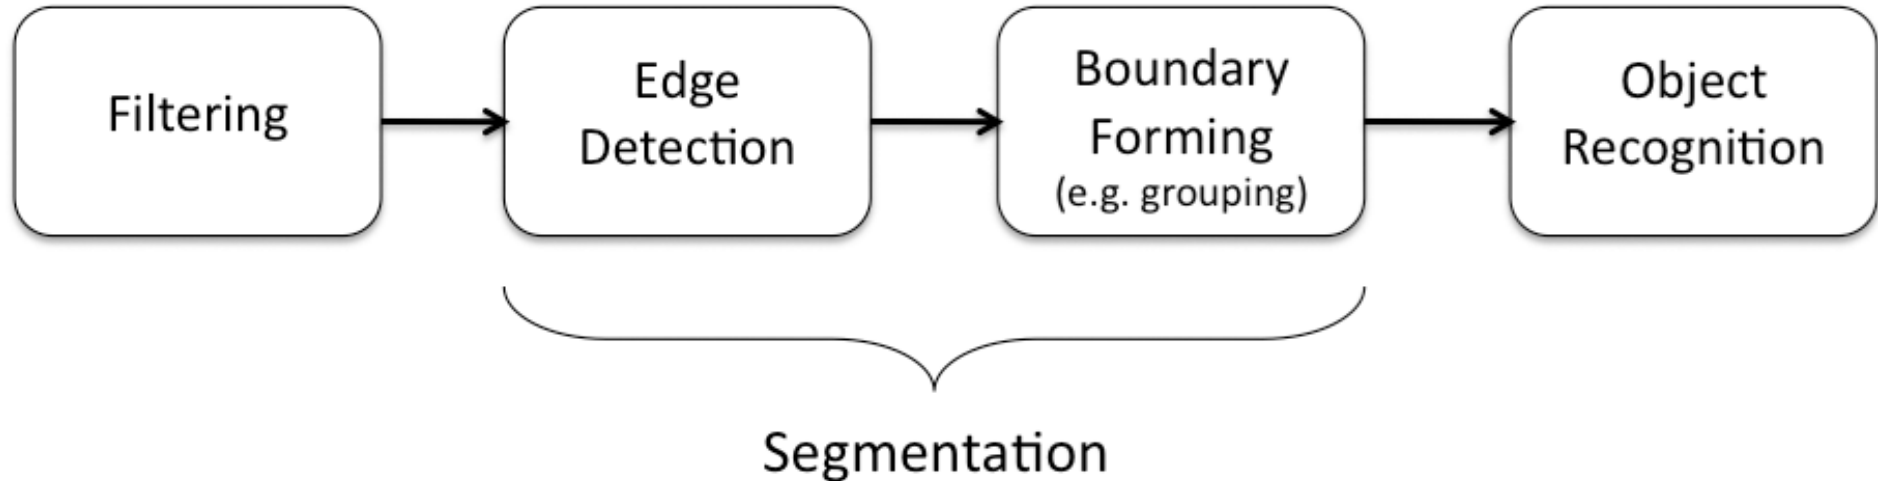 Filtering
Edge
Detection
Boundary
Forming
(e.g. grouping)
Object
Recognition
Segmentation